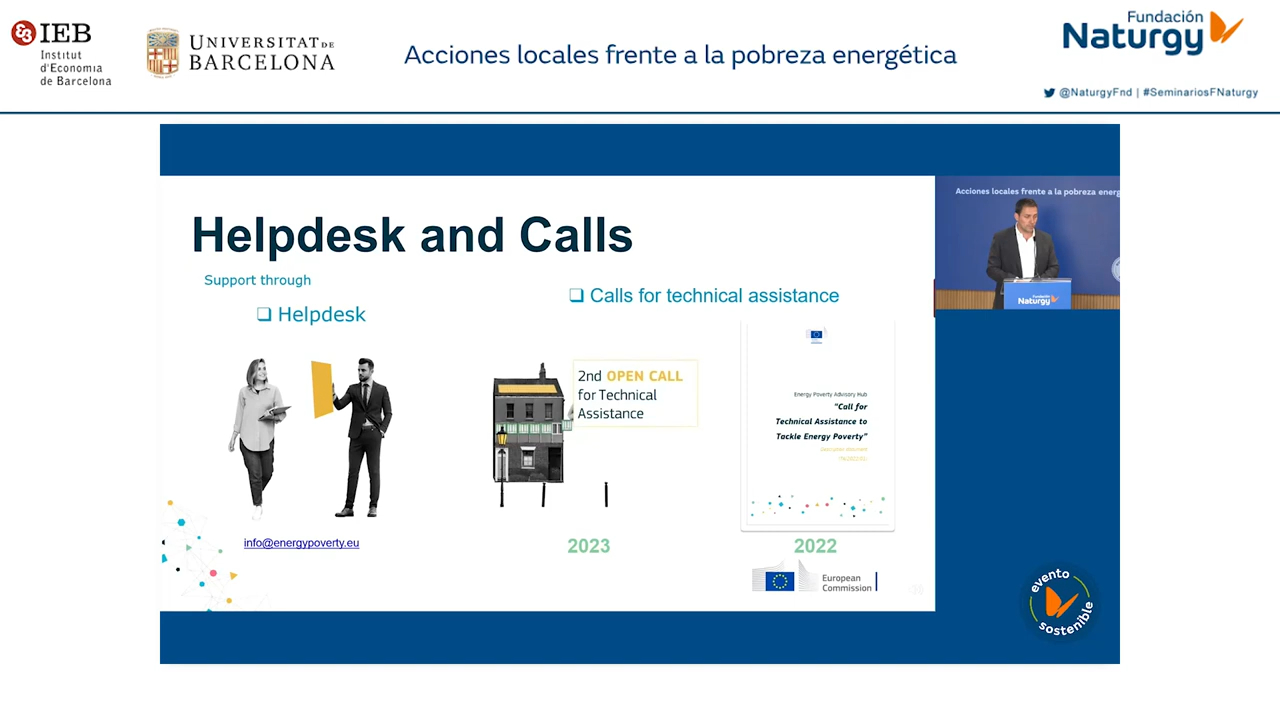 IEB
Institut
d'Economia
de Barcelona
UNIVERSITAT DE
BARCELONA
Acciones locales frente a la pobreza energética
Fundación
Naturgy
@NaturgyFnd | #SeminariosFNaturgy
Helpdesk and Calls
Support through
❑ Helpdesk
❑ Calls for technical assistance
2nd OPEN CALL
for Technical
Assistance
Energy Poverty Advisory Hub
"Call for
Technical Assistance to
Tackle Energy Poverty"
info@energypoverty.eu
2023
2022
European
Commission
Acciones locales frente a la pobreza energ
Fundación
Naturgy
evento
sostenible